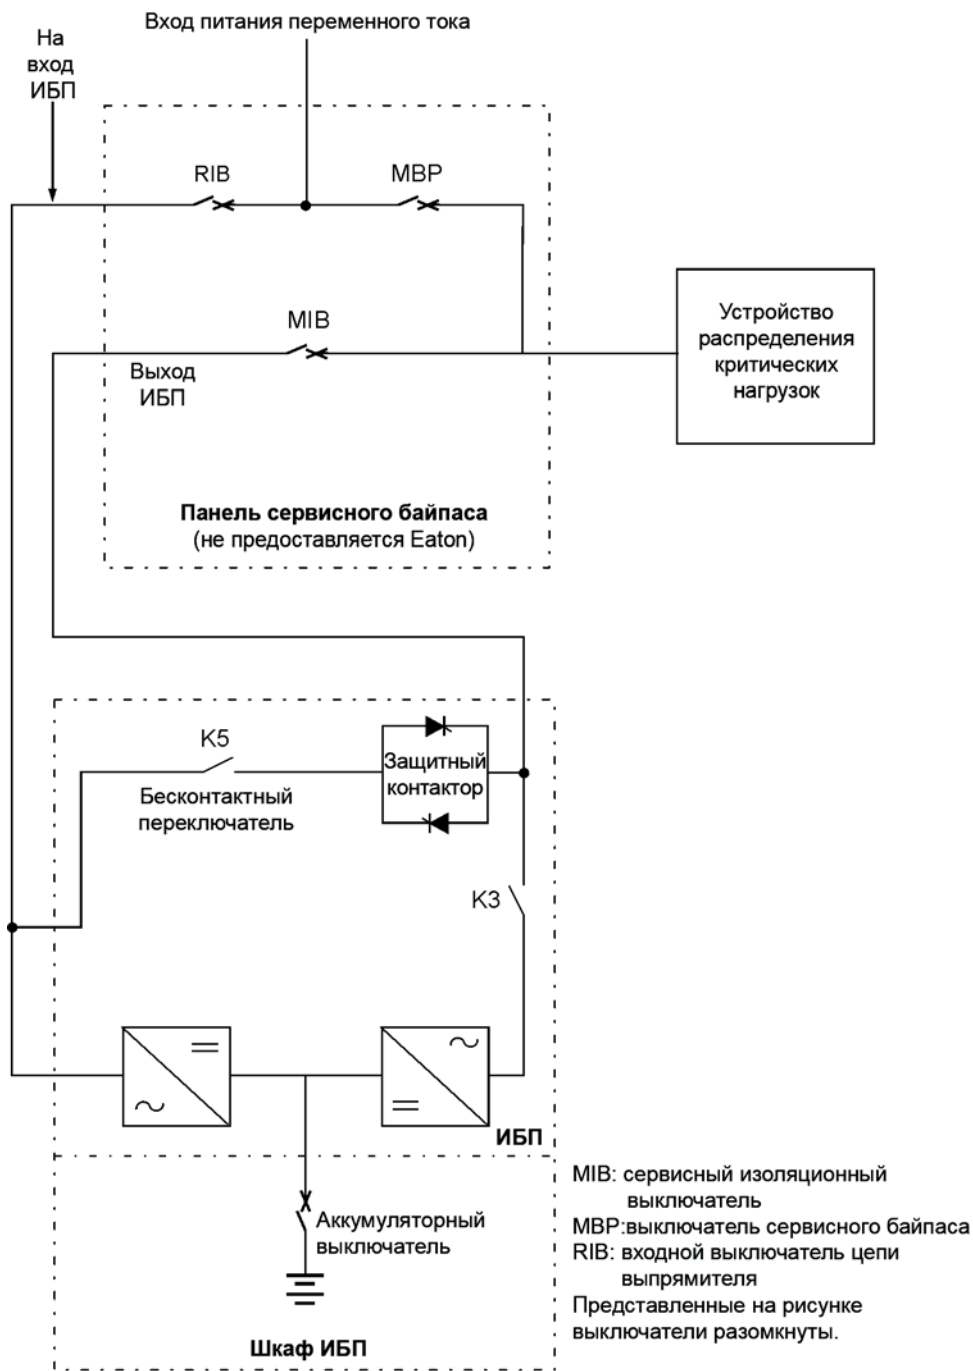 Вход питания переменного тока
На
вход
ИБП
RIB
MBP
MIB
Выход
ИБП
Устройство
распределения
критических
нагрузок
Панель сервисного байпаса
(не предоставляется Eaton)
K5
Бесконтактный
переключатель
Защитный
контактор
K3
ИБП
Аккумуляторный
выключатель
Шкаф ИБП
MIB: сервисный изоляционный
выключатель
MBP:выключатель сервисного байпаса
RIB: входной выключатель цепи
выпрямителя
Представленные на рисунке
выключатели разомкнуты.